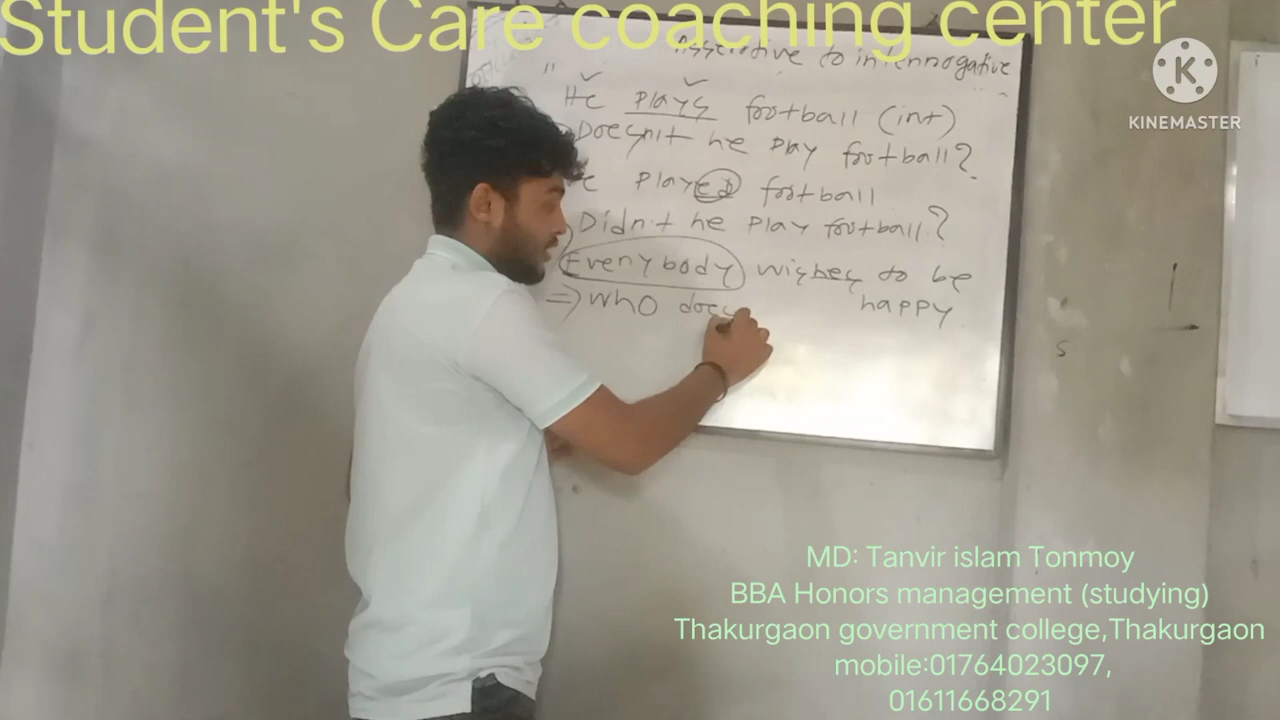 Student's Care coaching center
KINEMASTER
Assertive to interrogative
He plays football (int)
Doesn't he play football?
played football
Didn't he play football?
Everybody wishes to be
happy
=> who does
MD: Tanvir islam Tonmoy
BBA Honors management (studying)
Thakurgaon government college,Thakurgaon
mobile:01764023097,
01611668291